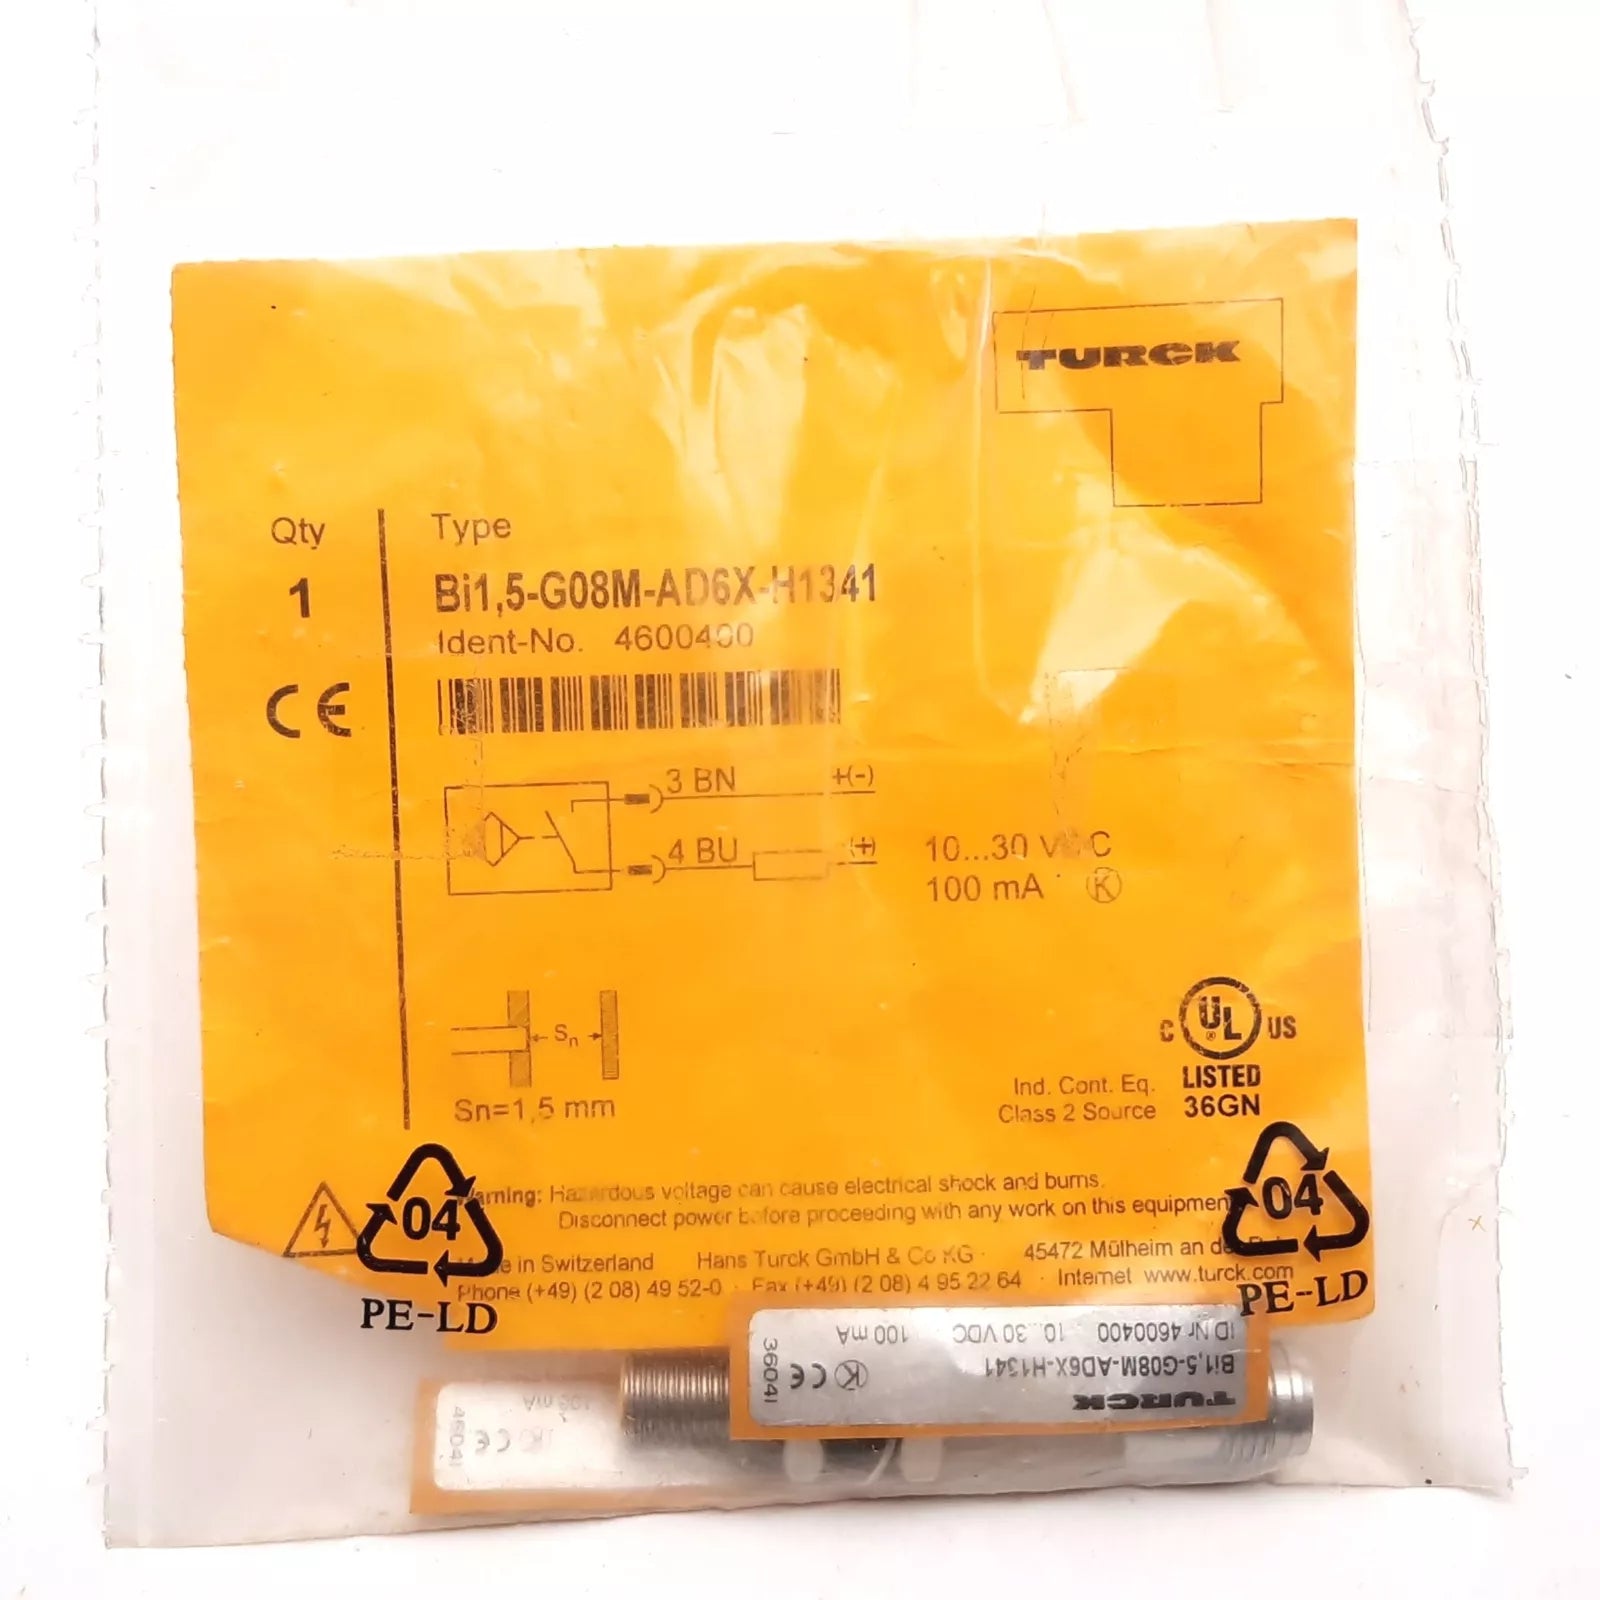 TURCK
Qty
Type
1
Bi1,5-G08M-AD6X-H1341
Ident-No. 4600400
CE
3 BN +(-)
4 BU (+)
10...30 VDC
100 mA K
Sn
Sn=1,5 mm
C UL US
®
LISTED
36GN
Ind. Cont. Eq.
Class 2 Source
Warning: Hazardous voltage can cause electrical shock and burns.
Disconnect power before proceeding with any work on this equipment
Made in Switzerland Hans Turck GmbH & Co KG · 45472 Mülheim an der
Phone (+49) (2 08) 49 52-0 · Fax (+49) (2 08) 4 95 22 64 · Internet www.turck.com
04
PE-LD
04
PE-LD
TURCK
Bi1,5-G08M-AD6X-H1341
ID Nr 4600400 10...30 VDC 100 mA
K CE
3604I
100 mA
CE
4504I